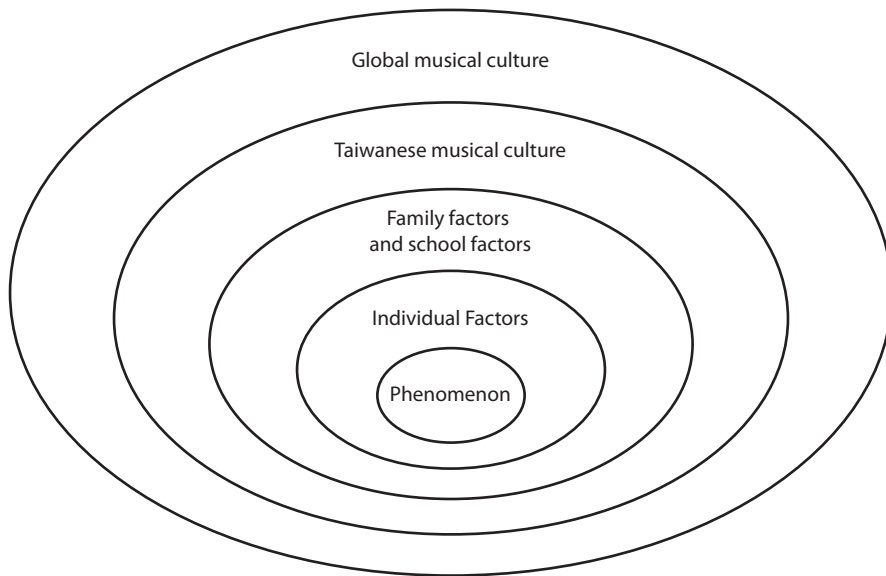 Global musical culture
Taiwanese musical culture
Family factors
and school factors
Individual Factors
Phenomenon